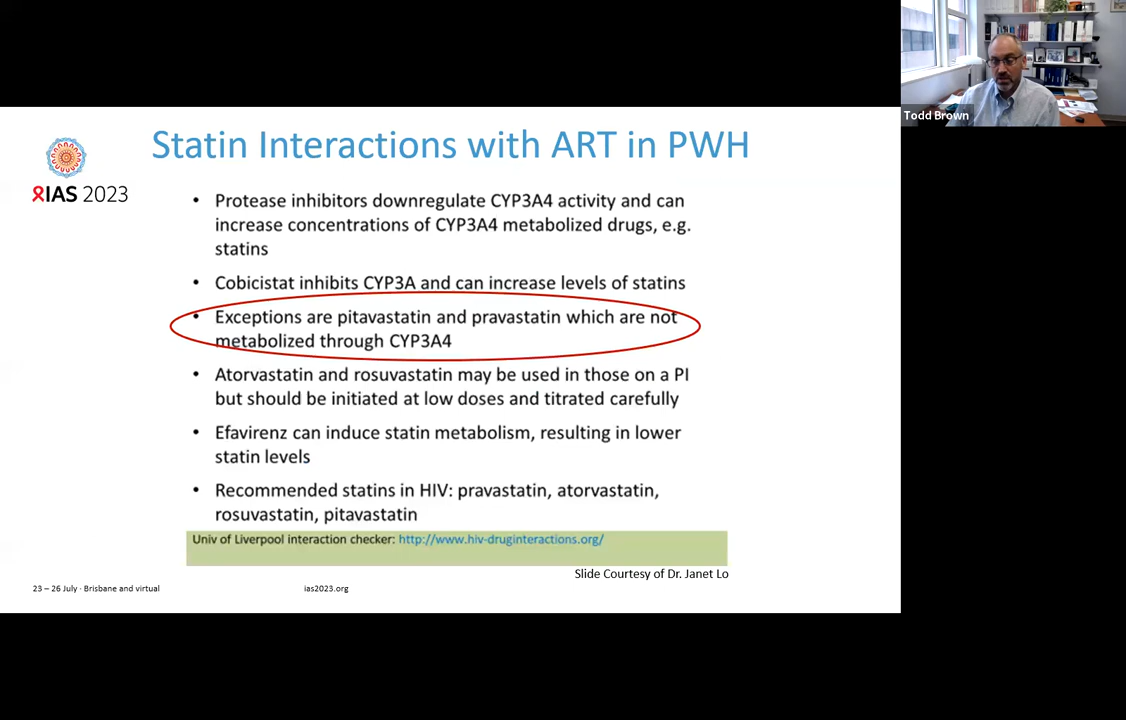 Todd Brown
Statin Interactions with ART in PWH
IAS 2023
• Protease inhibitors downregulate CYP3A4 activity and can
increase concentrations of CYP3A4 metabolized drugs, e.g.
statins
• Cobicistat inhibits CYP3A and can increase levels of statins
• Exceptions are pitavastatin and pravastatin which are not
metabolized through CYP3A4
• Atorvastatin and rosuvastatin may be used in those on a PI
but should be initiated at low doses and titrated carefully
• Efavirenz can induce statin metabolism, resulting in lower
statin levels
• Recommended statins in HIV: pravastatin, atorvastatin,
rosuvastatin, pitavastatin
Univ of Liverpool interaction checker: http://www.hiv-druginteractions.org/
Slide Courtesy of Dr. Janet Lo
23 – 26 July · Brisbane and virtual
ias2023.org